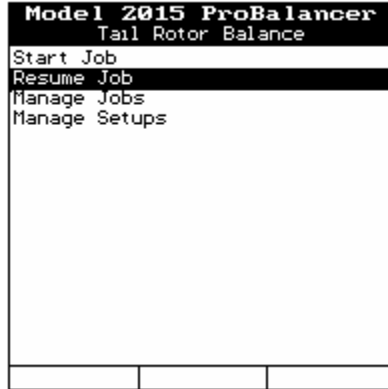 Model 2015 ProBalancer
Tail Rotor Balance
Start Job
Resume Job
Manage Jobs
Manage Setups